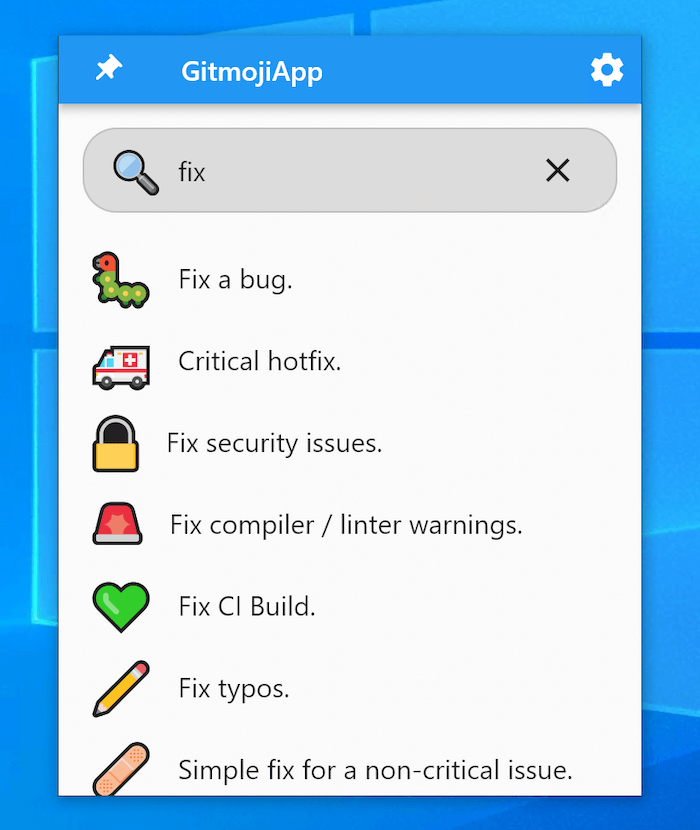 GitmojiApp
fix
Fix a bug.
Critical hotfix.
Fix security issues.
Fix compiler / linter warnings.
Fix CI Build.
Fix typos.
Simple fix for a non-critical issue.